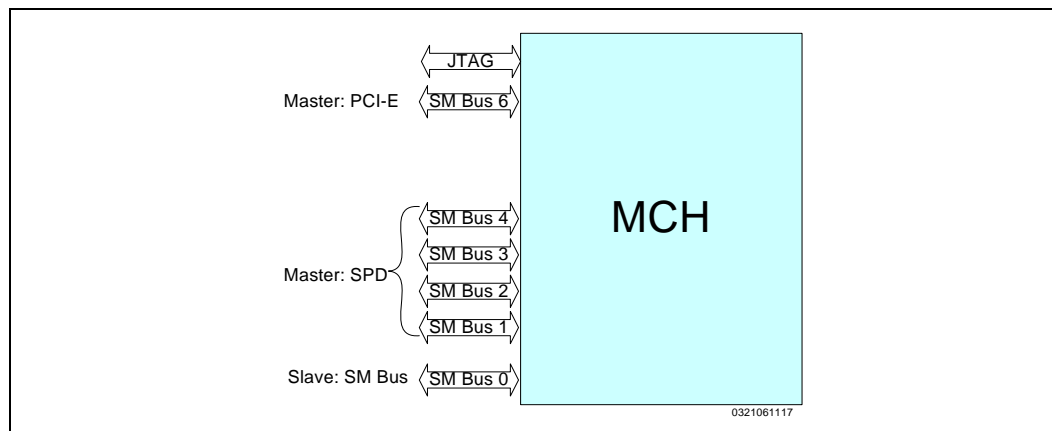 JTAG
Master: PCI-E SM Bus 6
MCH
SM Bus 4
SM Bus 3
Master: SPD
SM Bus 2
SM Bus 1
Slave: SM Bus SM Bus 0
0321061117